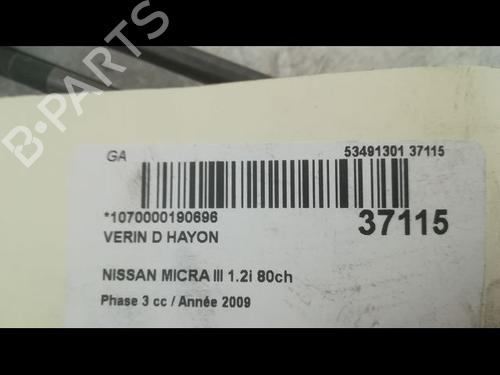 B-PARTS
GA
53491301 37115
*1070000190696
37115
VERIN D HAYON
NISSAN MICRA III 1.2i 80ch
Phase 3 cc / Année 2009